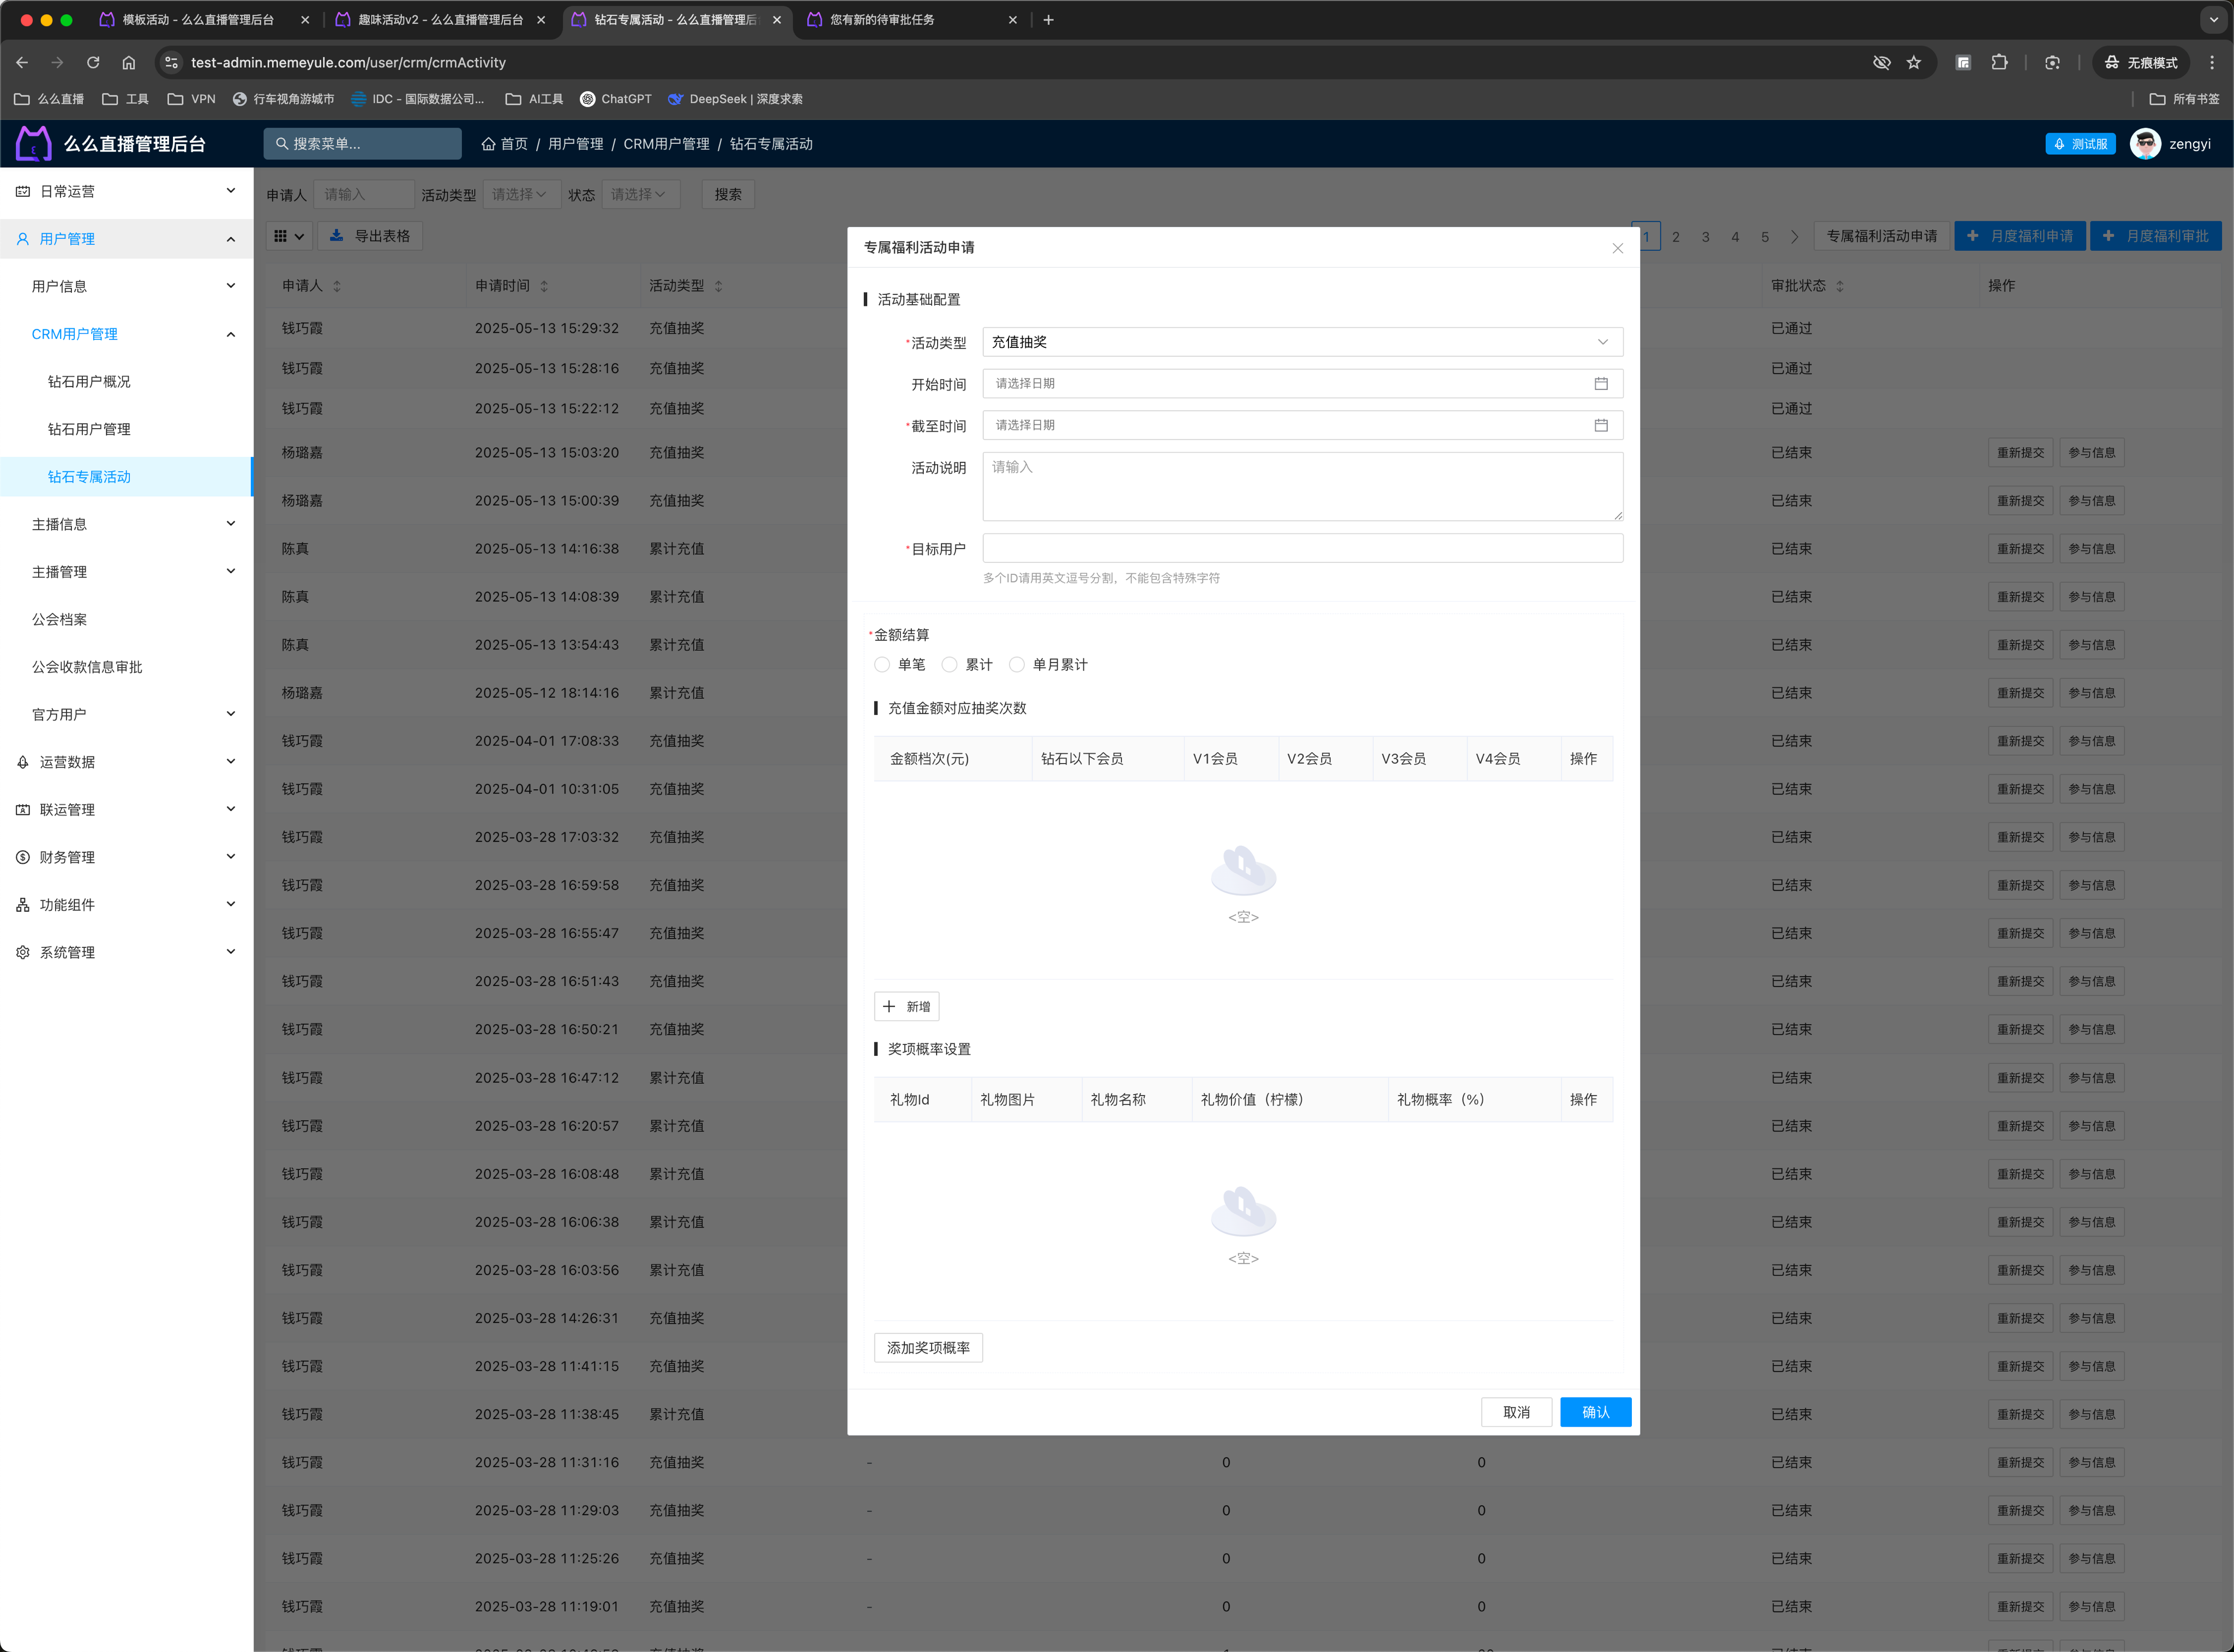 模板活动 - 么么直播管理后台
趣味活动v2 - 么么直播管理后台
钻石专属活动 - 么么直播管理后
您有新的待审批任务
test-admin.memeyule.com/user/crm/crmActivity
无痕模式
么么直播 工具 VPN 行车视角游城市 IDC - 国际数据公司... AI工具 ChatGPT DeepSeek | 深度求索 所有书签
么么直播管理后台
搜索菜单...
首页 / 用户管理 / CRM用户管理 / 钻石专属活动
测试服
zengyi
日常运营
用户管理
用户信息
CRM用户管理
钻石用户概况
钻石用户管理
钻石专属活动
主播信息
主播管理
公会档案
公会收款信息审批
官方用户
运营数据
联运管理
财务管理
功能组件
系统管理
申请人 请输入 活动类型 请选择 状态 请选择 搜索
导出表格
1 2 3 4 5
专属福利活动申请
月度福利申请
月度福利审批
申请人 申请时间 活动类型 审批状态 操作
钱巧霞 2025-05-13 15:29:32 充值抽奖 已通过
钱巧霞 2025-05-13 15:28:16 充值抽奖 已通过
钱巧霞 2025-05-13 15:22:12 充值抽奖 已通过
杨璐嘉 2025-05-13 15:03:20 充值抽奖 已结束 重新提交 参与信息
杨璐嘉 2025-05-13 15:00:39 充值抽奖 已结束 重新提交 参与信息
陈真 2025-05-13 14:16:38 累计充值 已结束 重新提交 参与信息
陈真 2025-05-13 14:08:39 累计充值 已结束 重新提交 参与信息
陈真 2025-05-13 13:54:43 累计充值 已结束 重新提交 参与信息
杨璐嘉 2025-05-12 18:14:16 累计充值 已结束 重新提交 参与信息
钱巧霞 2025-04-01 17:08:33 充值抽奖 已结束 重新提交 参与信息
钱巧霞 2025-04-01 10:31:05 充值抽奖 已结束 重新提交 参与信息
钱巧霞 2025-03-28 17:03:32 充值抽奖 已结束 重新提交 参与信息
钱巧霞 2025-03-28 16:59:58 充值抽奖 已结束 重新提交 参与信息
钱巧霞 2025-03-28 16:55:47 充值抽奖 已结束 重新提交 参与信息
钱巧霞 2025-03-28 16:51:43 充值抽奖 已结束 重新提交 参与信息
钱巧霞 2025-03-28 16:50:21 充值抽奖 已结束 重新提交 参与信息
钱巧霞 2025-03-28 16:47:12 累计充值 已结束 重新提交 参与信息
钱巧霞 2025-03-28 16:20:57 累计充值 已结束 重新提交 参与信息
钱巧霞 2025-03-28 16:08:48 累计充值 已结束 重新提交 参与信息
钱巧霞 2025-03-28 16:06:38 累计充值 已结束 重新提交 参与信息
钱巧霞 2025-03-28 16:03:56 累计充值 已结束 重新提交 参与信息
钱巧霞 2025-03-28 14:26:31 充值抽奖 已结束 重新提交 参与信息
钱巧霞 2025-03-28 11:41:15 充值抽奖 已结束 重新提交 参与信息
钱巧霞 2025-03-28 11:38:45 累计充值 已结束 重新提交 参与信息
钱巧霞 2025-03-28 11:31:16 充值抽奖 - 0 0 已结束 重新提交 参与信息
钱巧霞 2025-03-28 11:29:03 充值抽奖 - 0 0 已结束 重新提交 参与信息
钱巧霞 2025-03-28 11:25:26 充值抽奖 - 0 0 已结束 重新提交 参与信息
钱巧霞 2025-03-28 11:19:01 充值抽奖 - 0 0 已结束 重新提交 参与信息
专属福利活动申请
活动基础配置
*活动类型 充值抽奖
开始时间 请选择日期
*截至时间 请选择日期
活动说明 请输入
*目标用户
多个ID请用英文逗号分割，不能包含特殊字符
*金额结算
单笔 累计 单月累计
充值金额对应抽奖次数
金额档次(元) 钻石以下会员 V1会员 V2会员 V3会员 V4会员 操作
<空>
新增
奖项概率设置
礼物Id 礼物图片 礼物名称 礼物价值（柠檬） 礼物概率（%） 操作
<空>
添加奖项概率
取消 确认